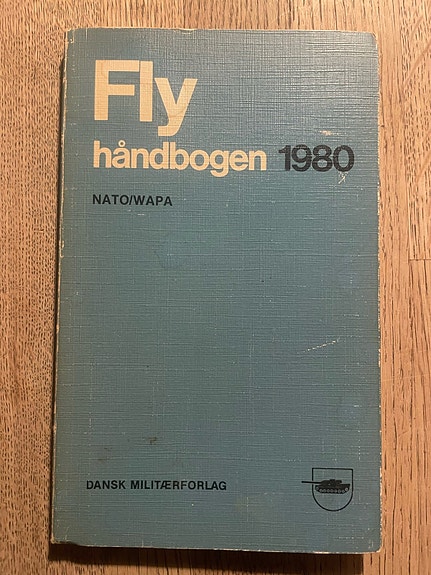 Fly
håndbogen 1980
NATO/WAPA
DANSK MILITÆRFORLAG